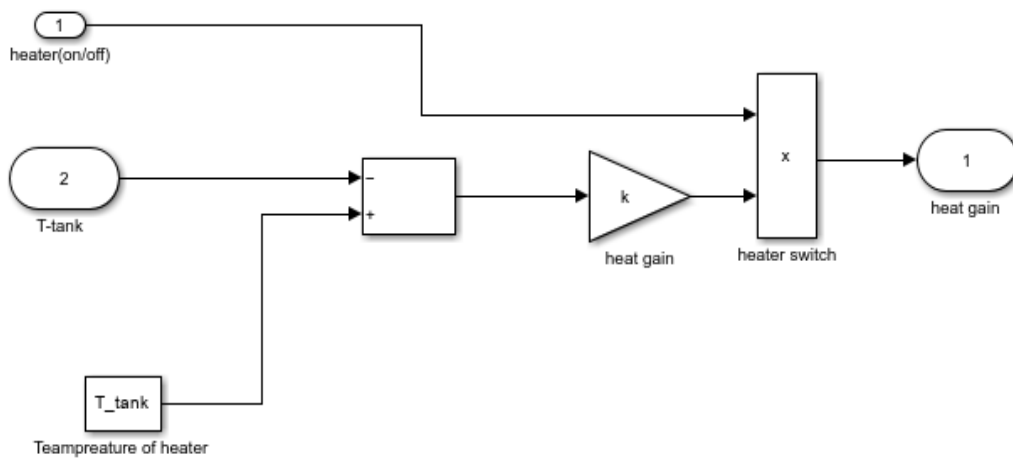 1
heater(on/off)
2
T-tank
−
+
k
heat gain
x
heater switch
1
heat gain
T_tank
Teampreature of heater